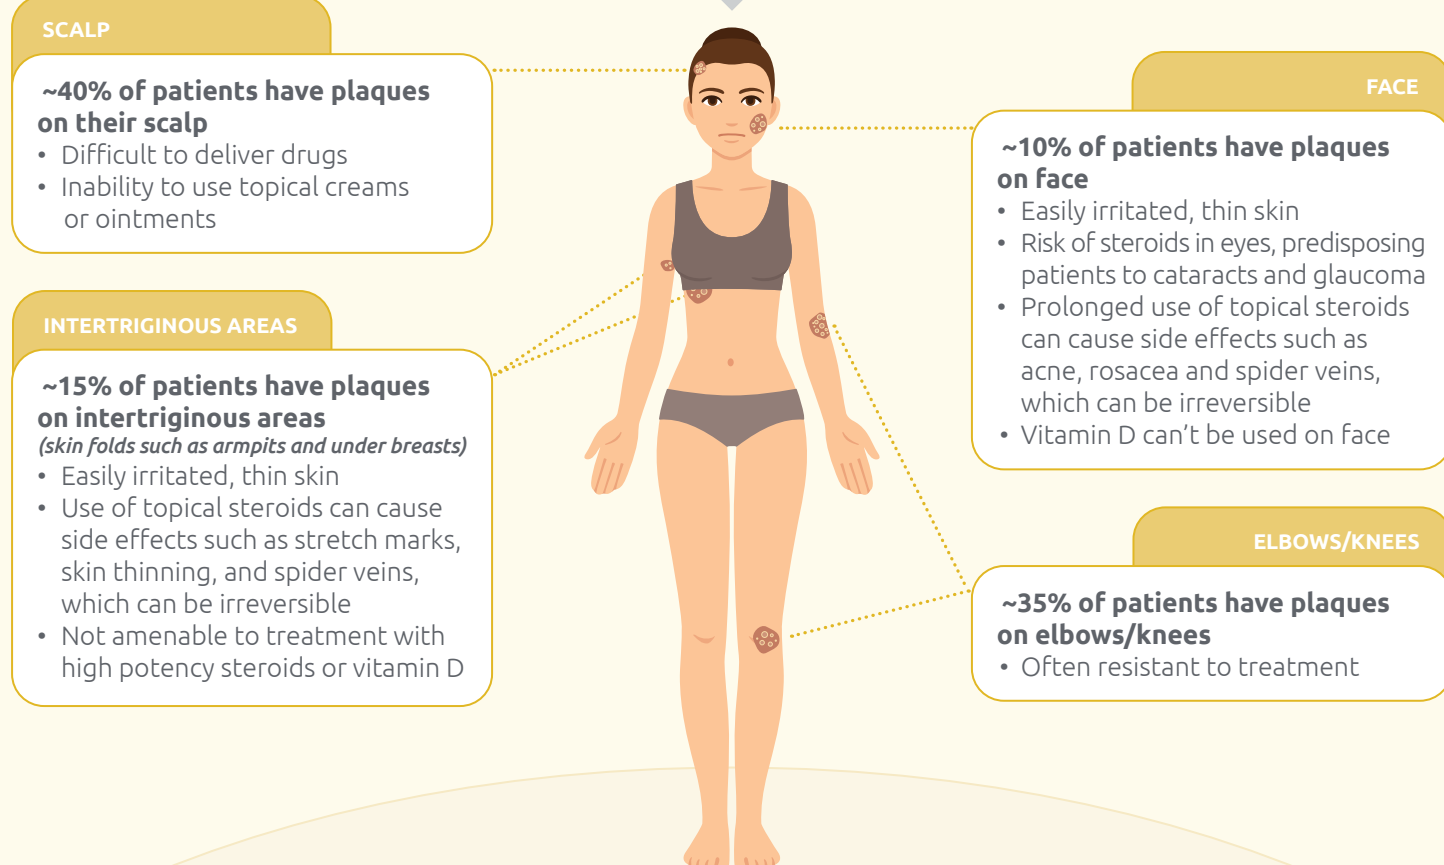 SCALP
~40% of patients have plaques
on their scalp
• Difficult to deliver drugs
• Inability to use topical creams
or ointments
INTERTRIGINOUS AREAS
~15% of patients have plaques
on intertriginous areas
(skin folds such as armpits and under breasts)
• Easily irritated, thin skin
• Use of topical steroids can cause
side effects such as stretch marks,
skin thinning, and spider veins,
which can be irreversible
• Not amenable to treatment with
high potency steroids or vitamin D
FACE
~10% of patients have plaques
on face
• Easily irritated, thin skin
• Risk of steroids in eyes, predisposing
patients to cataracts and glaucoma
• Prolonged use of topical steroids
can cause side effects such as
acne, rosacea and spider veins,
which can be irreversible
• Vitamin D can’t be used on face
ELBOWS/KNEES
~35% of patients have plaques
on elbows/knees
• Often resistant to treatment